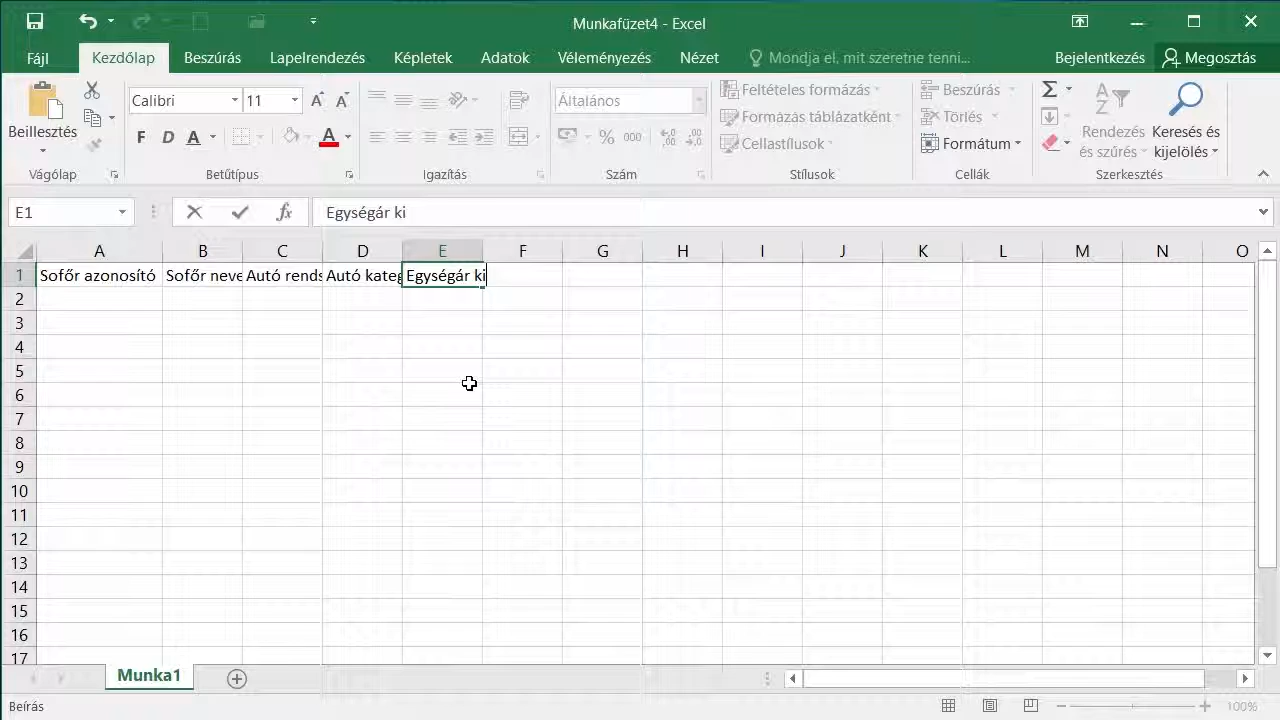 Munkafüzet4 - Excel
Fájl Kezdőlap Beszúrás Lapelrendezés Képletek Adatok Véleményezés Nézet Mondja el, mit szeretne tenni... Bejelentkezés Megosztás
Beillesztés
Vágólap
Calibri 11
F D A A
Betűtípus
Igazítás
Általános
% 000
Szám
Feltételes formázás
Formázás táblázatként
Cellastílusok
Stílusok
Beszúrás
Törlés
Formátum
Cellák
Rendezés és szűrés
Keresés és kijelölés
Szerkesztés
E1 fx Egységár ki
A B C D E F G H I J K L M N O
1 Sofőr azonosító Sofőr neve Autó rends Autó kateg Egységár ki
2
3
4
5
6
7
8
9
10
11
12
13
14
15
16
17
Munka1
Beírás 100%